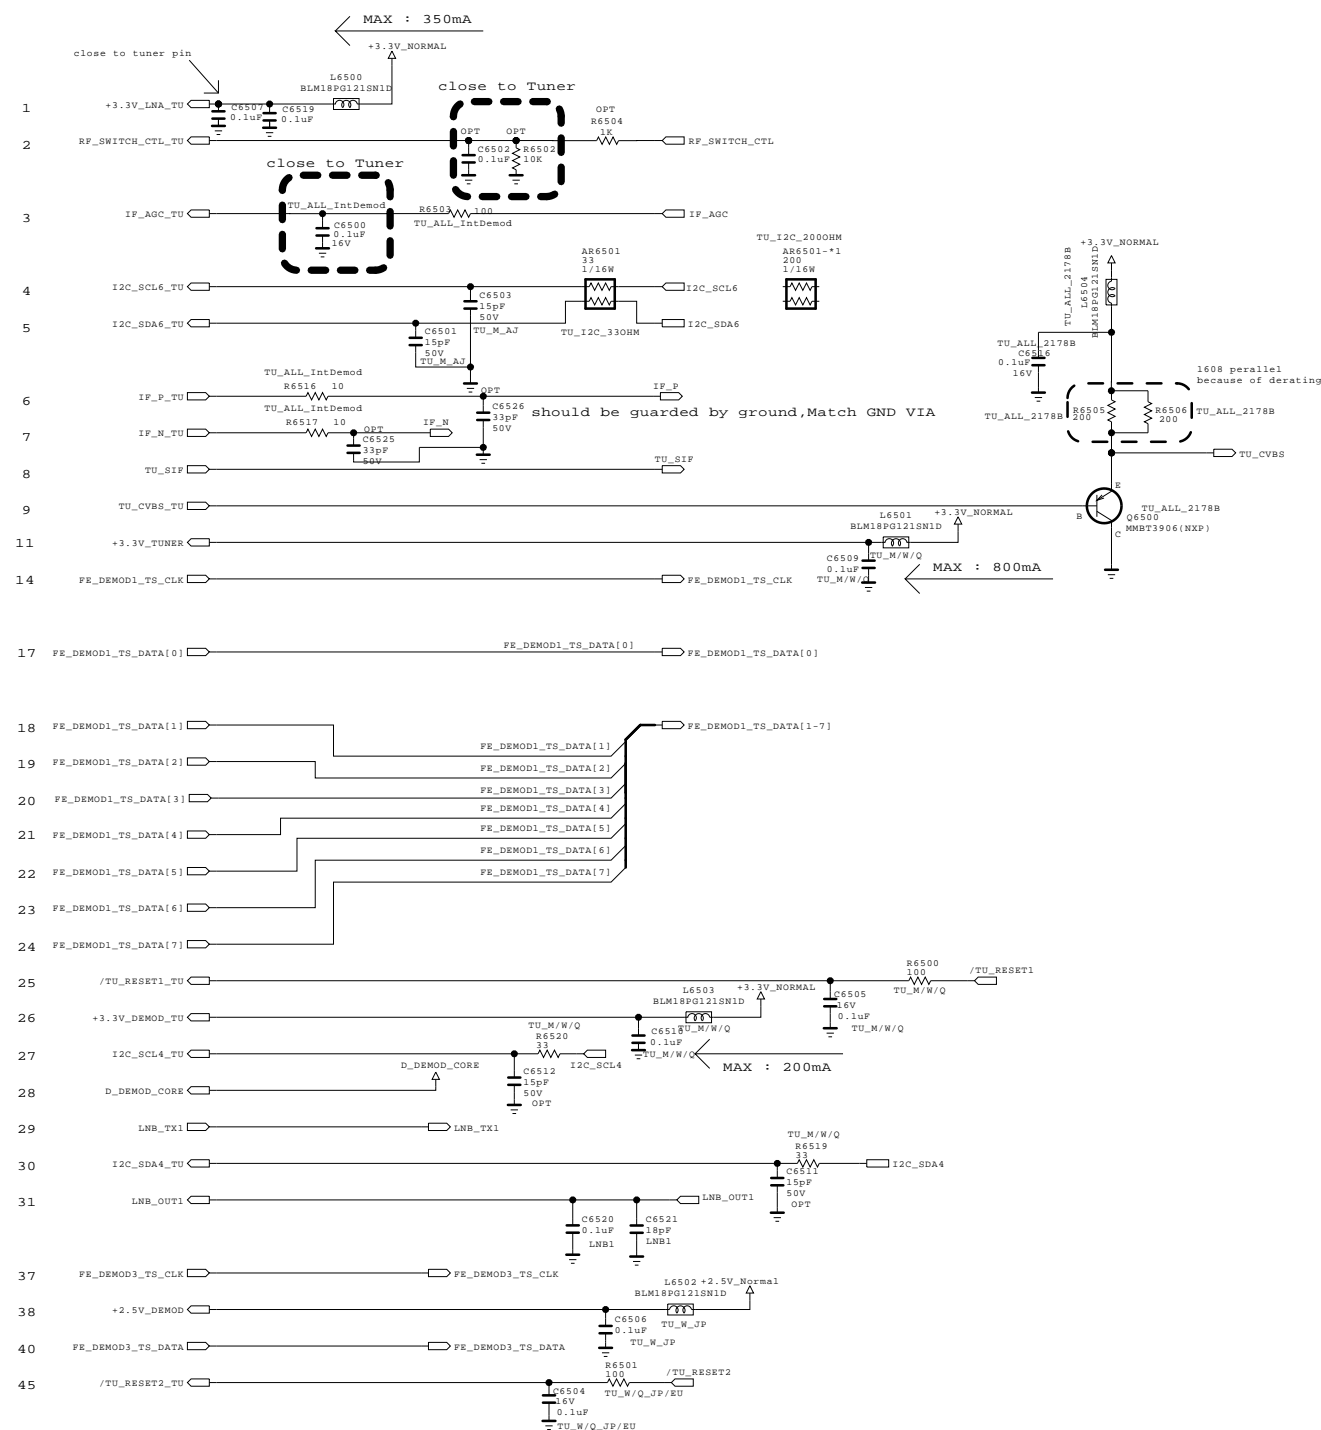 MAX : 350mA
+3.3V_NORMAL
close to tuner pin
L6500
BLM18PG121SN1D
close to Tuner
1
+3.3V_LNA_TU
C6507
0.1uF
C6519
0.1uF
OPT
R6504
1K
2
RF_SWITCH_CTL_TU
OPT
OPT
C6502
0.1uF
R6502
10K
RF_SWITCH_CTL
close to Tuner
3
IF_AGC_TU
TU_ALL_IntDemod
C6500
0.1uF
16V
R6503
100
TU_ALL_IntDemod
IF_AGC
TU_I2C_200OHM
AR6501
33
1/16W
AR6501-*1
200
1/16W
+3.3V_NORMAL
TU_ALL_2178B
L6504
BLM18PG121SN1D
4
I2C_SCL6_TU
C6503
15pF
50V
TU_M_AJ
I2C_SCL6
5
I2C_SDA6_TU
C6501
15pF
50V
TU_M_AJ
TU_I2C_33OHM
I2C_SDA6
TU_ALL_2178B
C6516
0.1uF
16V
1608 perallel
because of derating
TU_ALL_IntDemod
R6516
10
6
IF_P_TU
OPT
C6526
33pF
50V
IF_P
should be guarded by ground,Match GND VIA
TU_ALL_2178B
R6505
200
R6506
200
TU_ALL_2178B
TU_ALL_IntDemod
R6517
10
7
IF_N_TU
OPT
C6525
33pF
50V
IF_N
8
TU_SIF
TU_SIF
TU_CVBS
9
TU_CVBS_TU
E
B
C
TU_ALL_2178B
Q6500
MMBT3906(NXP)
L6501
BLM18PG121SN1D
+3.3V_NORMAL
11
+3.3V_TUNER
TU_M/W/Q
C6509
0.1uF
TU_M/W/Q
MAX : 800mA
14
FE_DEMOD1_TS_CLK
FE_DEMOD1_TS_CLK
17
FE_DEMOD1_TS_DATA[0]
FE_DEMOD1_TS_DATA[0]
FE_DEMOD1_TS_DATA[0]
18
FE_DEMOD1_TS_DATA[1]
FE_DEMOD1_TS_DATA[1-7]
FE_DEMOD1_TS_DATA[1]
19
FE_DEMOD1_TS_DATA[2]
FE_DEMOD1_TS_DATA[2]
20
FE_DEMOD1_TS_DATA[3]
FE_DEMOD1_TS_DATA[3]
FE_DEMOD1_TS_DATA[4]
21
FE_DEMOD1_TS_DATA[4]
FE_DEMOD1_TS_DATA[5]
22
FE_DEMOD1_TS_DATA[5]
FE_DEMOD1_TS_DATA[6]
FE_DEMOD1_TS_DATA[7]
23
FE_DEMOD1_TS_DATA[6]
24
FE_DEMOD1_TS_DATA[7]
25
/TU_RESET1_TU
R6500
100
TU_M/W/Q
/TU_RESET1
C6505
16V
0.1uF
TU_M/W/Q
L6503
BLM18PG121SN1D
+3.3V_NORMAL
26
+3.3V_DEMOD_TU
TU_M/W/Q
C6510
0.1uF
TU_M/W/Q
MAX : 200mA
TU_M/W/Q
R6520
33
27
I2C_SCL4_TU
I2C_SCL4
C6512
15pF
50V
OPT
D_DEMOD_CORE
28
D_DEMOD_CORE
29
LNB_TX1
LNB_TX1
TU_M/W/Q
R6519
33
30
I2C_SDA4_TU
I2C_SDA4
C6511
15pF
50V
OPT
31
LNB_OUT1
LNB_OUT1
C6520
0.1uF
LNB1
C6521
18pF
LNB1
37
FE_DEMOD3_TS_CLK
FE_DEMOD3_TS_CLK
L6502
BLM18PG121SN1D
+2.5V_Normal
38
+2.5V_DEMOD
TU_W_JP
C6506
0.1uF
TU_W_JP
40
FE_DEMOD3_TS_DATA
FE_DEMOD3_TS_DATA
45
/TU_RESET2_TU
R6501
100
TU_W/Q_JP/EU
/TU_RESET2
C6504
16V
0.1uF
TU_W/Q_JP/EU